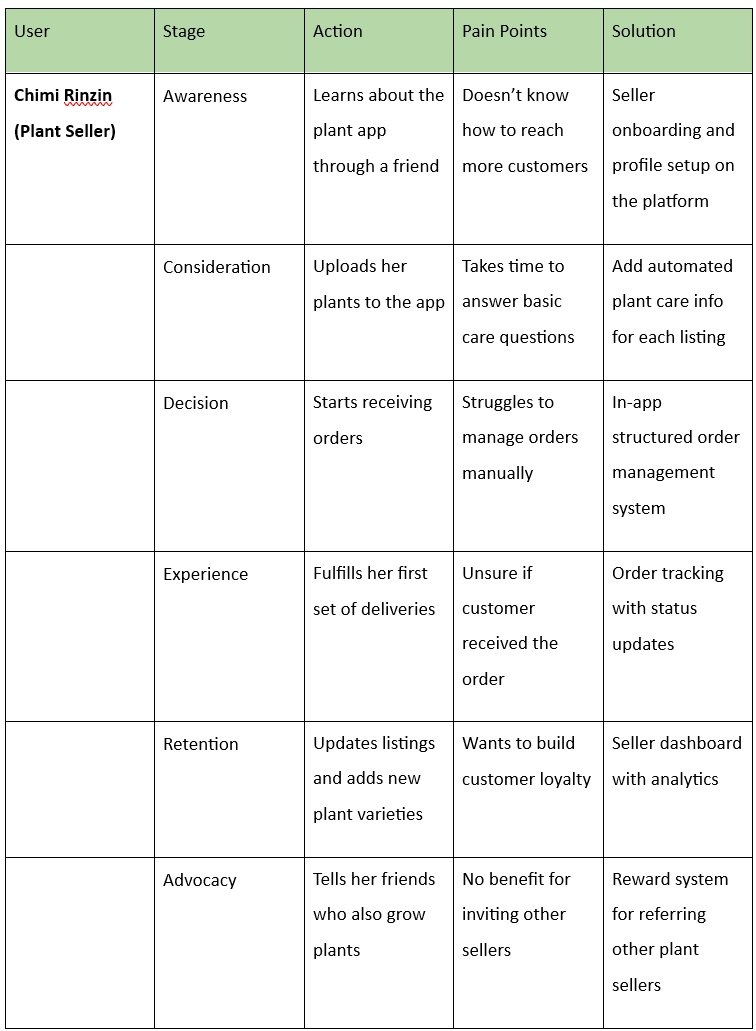 User
Stage
Action
Pain Points
Solution
Chimi Rinzin
(Plant Seller)
Awareness
Learns about the
plant app
through a friend
Doesn’t know
how to reach
more customers
Seller
onboarding and
profile setup on
the platform
Consideration
Uploads her
plants to the app
Takes time to
answer basic
care questions
Add automated
plant care info
for each listing
Decision
Starts receiving
orders
Struggles to
manage orders
manually
In-app
structured order
management
system
Experience
Fulfills her first
set of deliveries
Unsure if
customer
received the
order
Order tracking
with status
updates
Retention
Updates listings
and adds new
plant varieties
Wants to build
customer loyalty
Seller dashboard
with analytics
Advocacy
Tells her friends
who also grow
plants
No benefit for
inviting other
sellers
Reward system
for referring
other plant
sellers